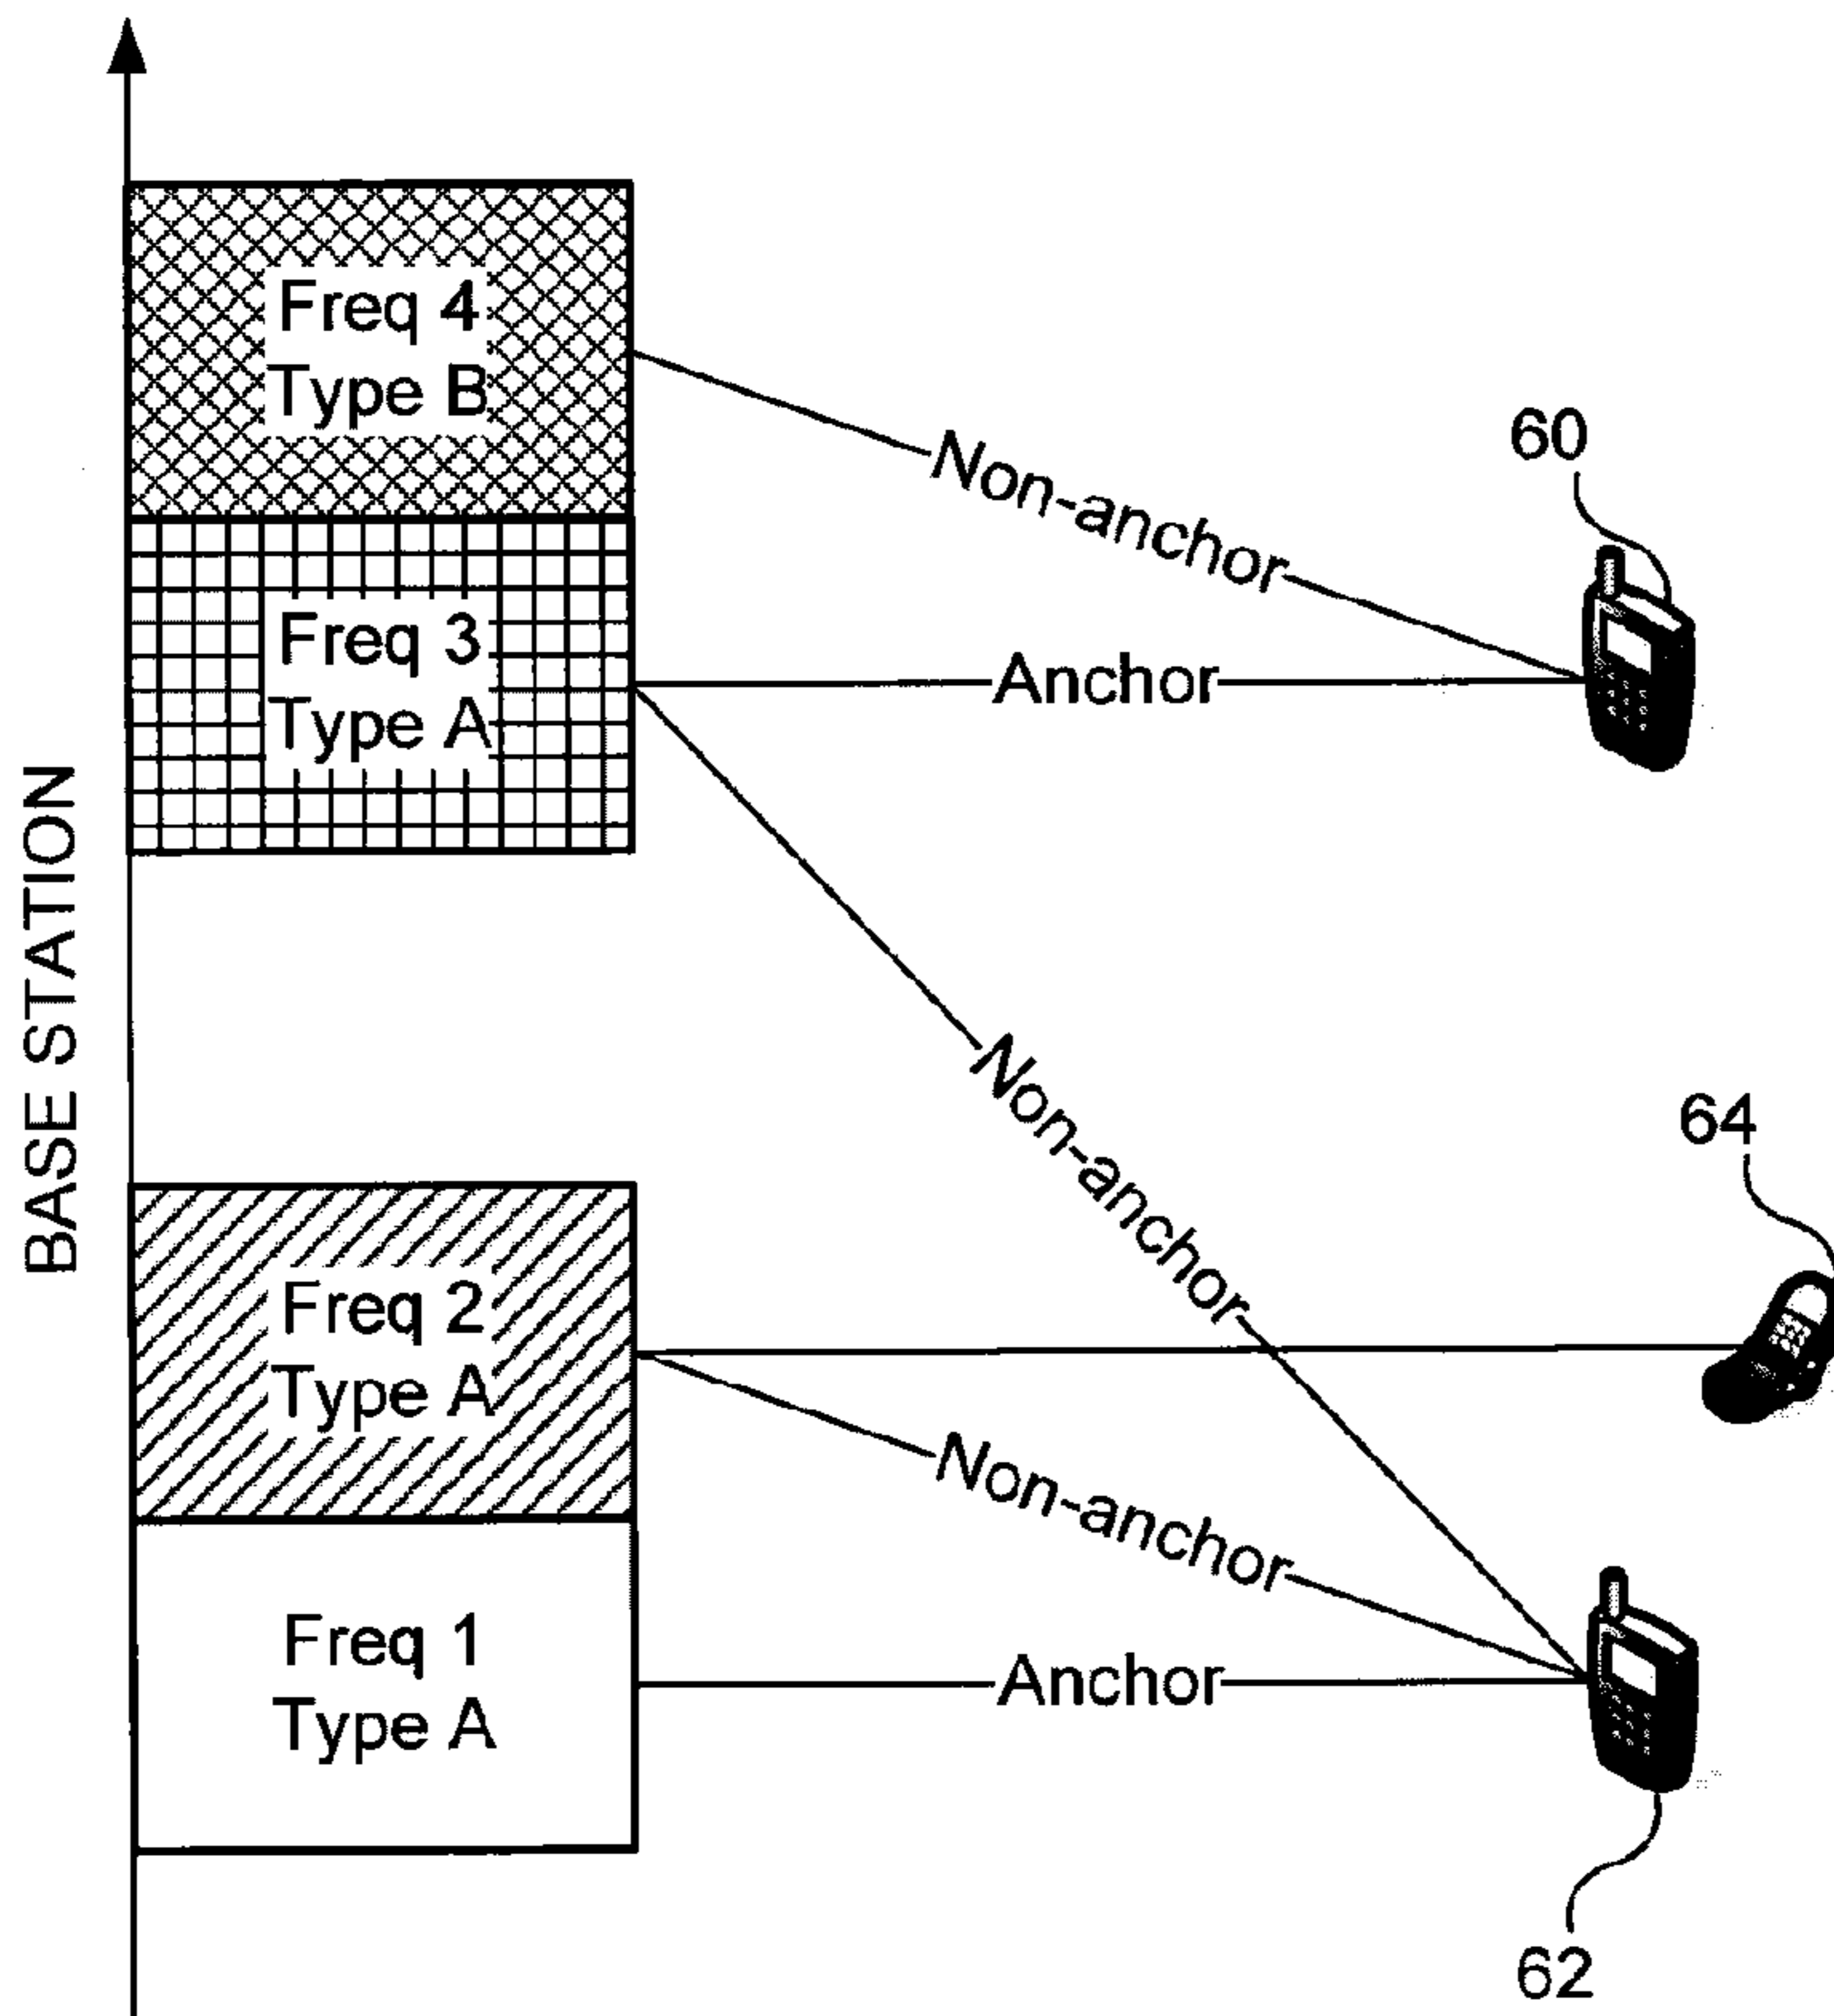 BASE STATION
Freq 4
Type B
Non-anchor
60
Freq 3
Type A
Anchor
Non-anchor
64
Freq 2
Type A
Non-anchor
Freq 1
Type A
Anchor
62